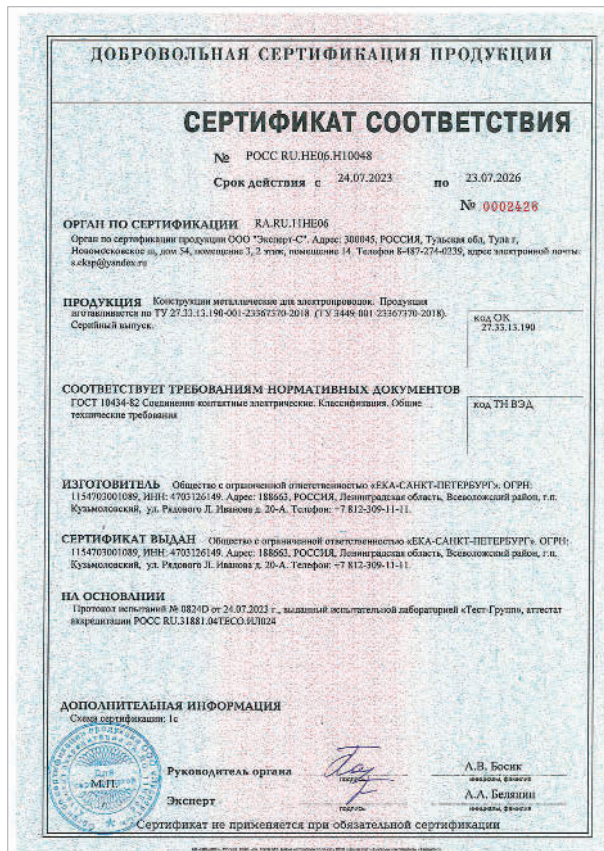 ДОБРОВОЛЬНАЯ СЕРТИФИКАЦИЯ ПРОДУКЦИИ
СЕРТИФИКАТ СООТВЕТСТВИЯ
№ РОСС RU.НЕ06.Н10048
Срок действия с 24.07.2023 по 23.07.2026
№ 0002426
ОРГАН ПО СЕРТИФИКАЦИИ RA.RU.11НЕ06
Орган по сертификации продукции ООО "Эксперт-С". Адрес: 300045, РОССИЯ, Тульская обл, Тула г,
Новомосковское ш, дом 54, помещение 3, 2 этаж, помещение 14. Телефон 8-487-274-0239, адрес электронной почты:
s.eksp@yandex.ru
ПРОДУКЦИЯ Конструкции металлические для электропроводок. Продукция
изготавливается по ТУ 27.33.13.190-001-23367370-2018 (ТУ 3449-001-23367370-2018).
Серийный выпуск.
код ОК
27.33.13.190
СООТВЕТСТВУЕТ ТРЕБОВАНИЯМ НОРМАТИВНЫХ ДОКУМЕНТОВ
ГОСТ 10434-82 Соединения контактные электрические. Классификация. Общие
технические требования
код ТН ВЭД
ИЗГОТОВИТЕЛЬ Общество с ограниченной ответственностью «ЕКА-САНКТ-ПЕТЕРБУРГ». ОГРН:
1154703001089, ИНН: 4703126149. Адрес: 188663, РОССИЯ, Ленинградская область, Всеволожский район, г.п.
Кузьмоловский, ул. Рядового Л. Иванова д. 20-А. Телефон: +7 812-309-11-11.
СЕРТИФИКАТ ВЫДАН Общество с ограниченной ответственностью «ЕКА-САНКТ-ПЕТЕРБУРГ». ОГРН:
1154703001089, ИНН: 4703126149. Адрес: 188663, РОССИЯ, Ленинградская область, Всеволожский район, г.п.
Кузьмоловский, ул. Рядового Л. Иванова д. 20-А. Телефон: +7 812-309-11-11
НА ОСНОВАНИИ
Протокол испытаний № 0824D от 24.07.2023 г., выданный испытательной лабораторией «Тест-Групп», аттестат
аккредитации РОСС RU.31881.04ТЕСО.ИЛ024
ДОПОЛНИТЕЛЬНАЯ ИНФОРМАЦИЯ
Схема сертификации: 1с
Для
М.П.
Руководитель органа
подпись
А.В. Босик
инициалы, фамилия
Эксперт
подпись
А.А. Белянин
инициалы, фамилия
Сертификат не применяется при обязательной сертификации